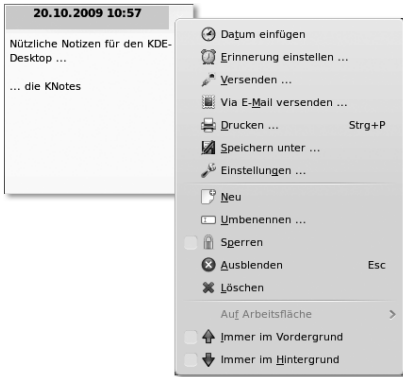 20.10.2009 10:57
Nützliche Notizen für den KDE-
Desktop ...
... die KNotes
Datum einfügen
Erinnerung einstellen ...
Versenden ...
Via E-Mail versenden ...
Drucken ... Strg+P
Speichern unter ...
Einstellungen ...
Neu
Umbenennen ...
Sperren
Ausblenden Esc
Löschen
Auf Arbeitsfläche
Immer im Vordergrund
Immer im Hintergrund